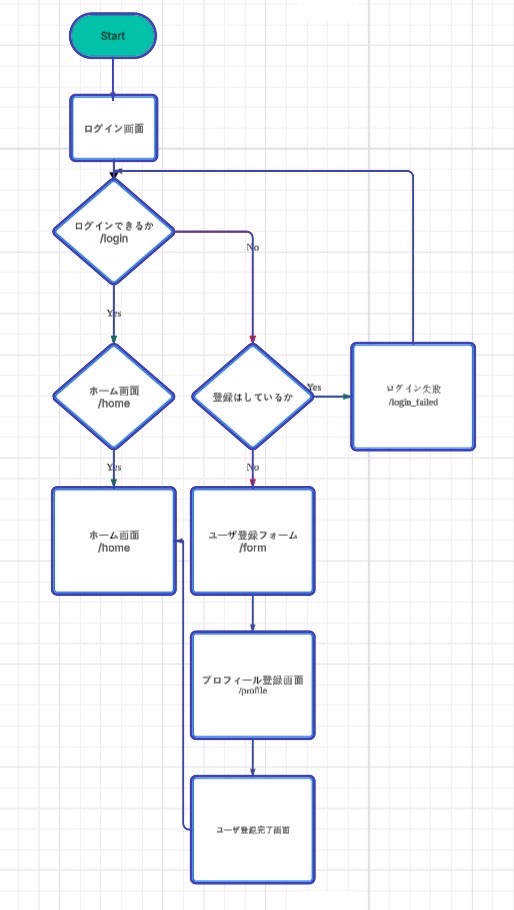 Start
ログイン画面
ログインできるか
/login
No
Yes
ホーム画面
/home
登録はしているか
Yes
ログイン失敗
/login_failed
Yes
No
ホーム画面
/home
ユーザ登録フォーム
/form
プロフィール登録画面
/profile
ユーザ登録完了画面